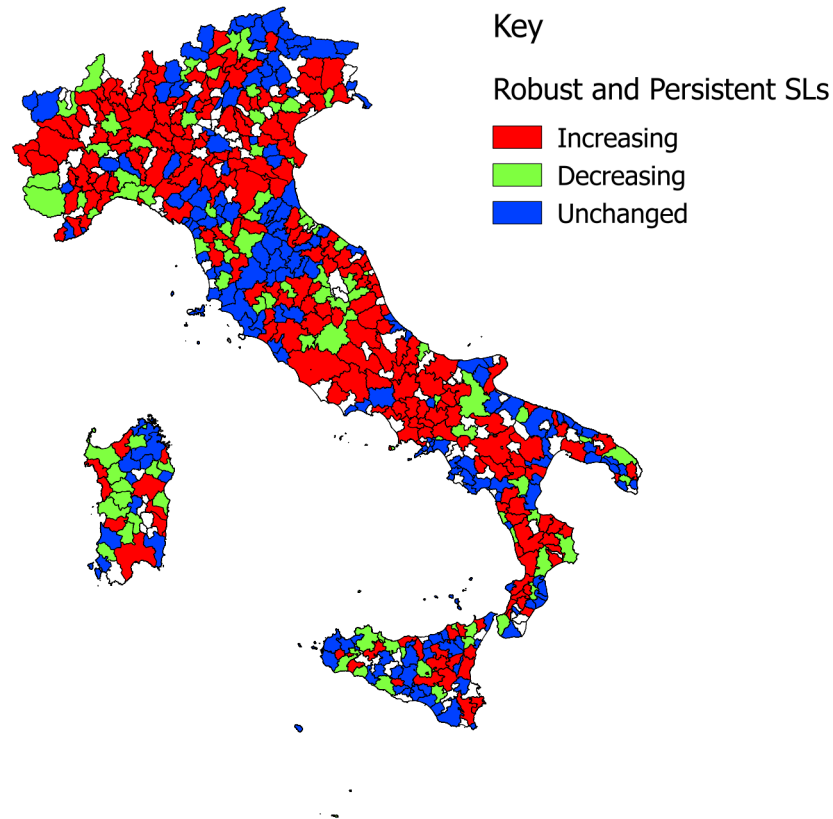 Key
Robust and Persistent SLs
Increasing
Decreasing
Unchanged